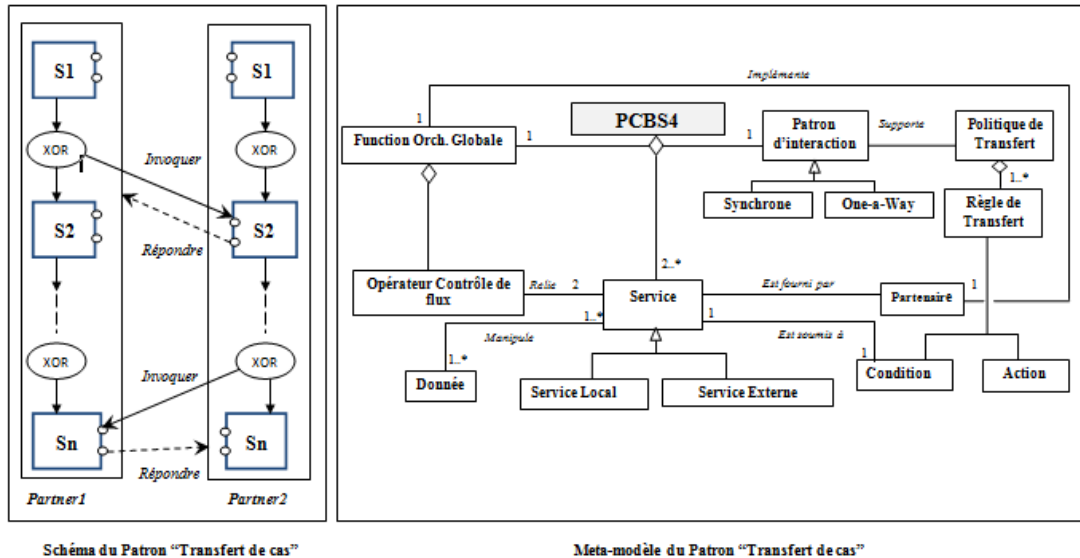 S1
S1
XOR
Invoquer
XOR
S2
S2
Répondre
XOR
Invoquer
XOR
Sn
Sn
Répondre
Partner1
Partner2
Schéma du Patron “Transfert de cas”
Implémente
1
1
PCBS4
1
Function Orch. Globale
Patron
d’interaction
Supporte
Politique de
Transfert
1..*
Synchrone
One-a-Way
Règle de
Transfert
2..*
Opérateur Contrôle de
flux
Relie
2
Service
Est fourni par
Partenaire
1
1..*
Manipule
1
Est soumis à
1..*
1
Donnée
Service Local
Service Externe
Condition
Action
Meta-modèle du Patron “Transfert de cas”